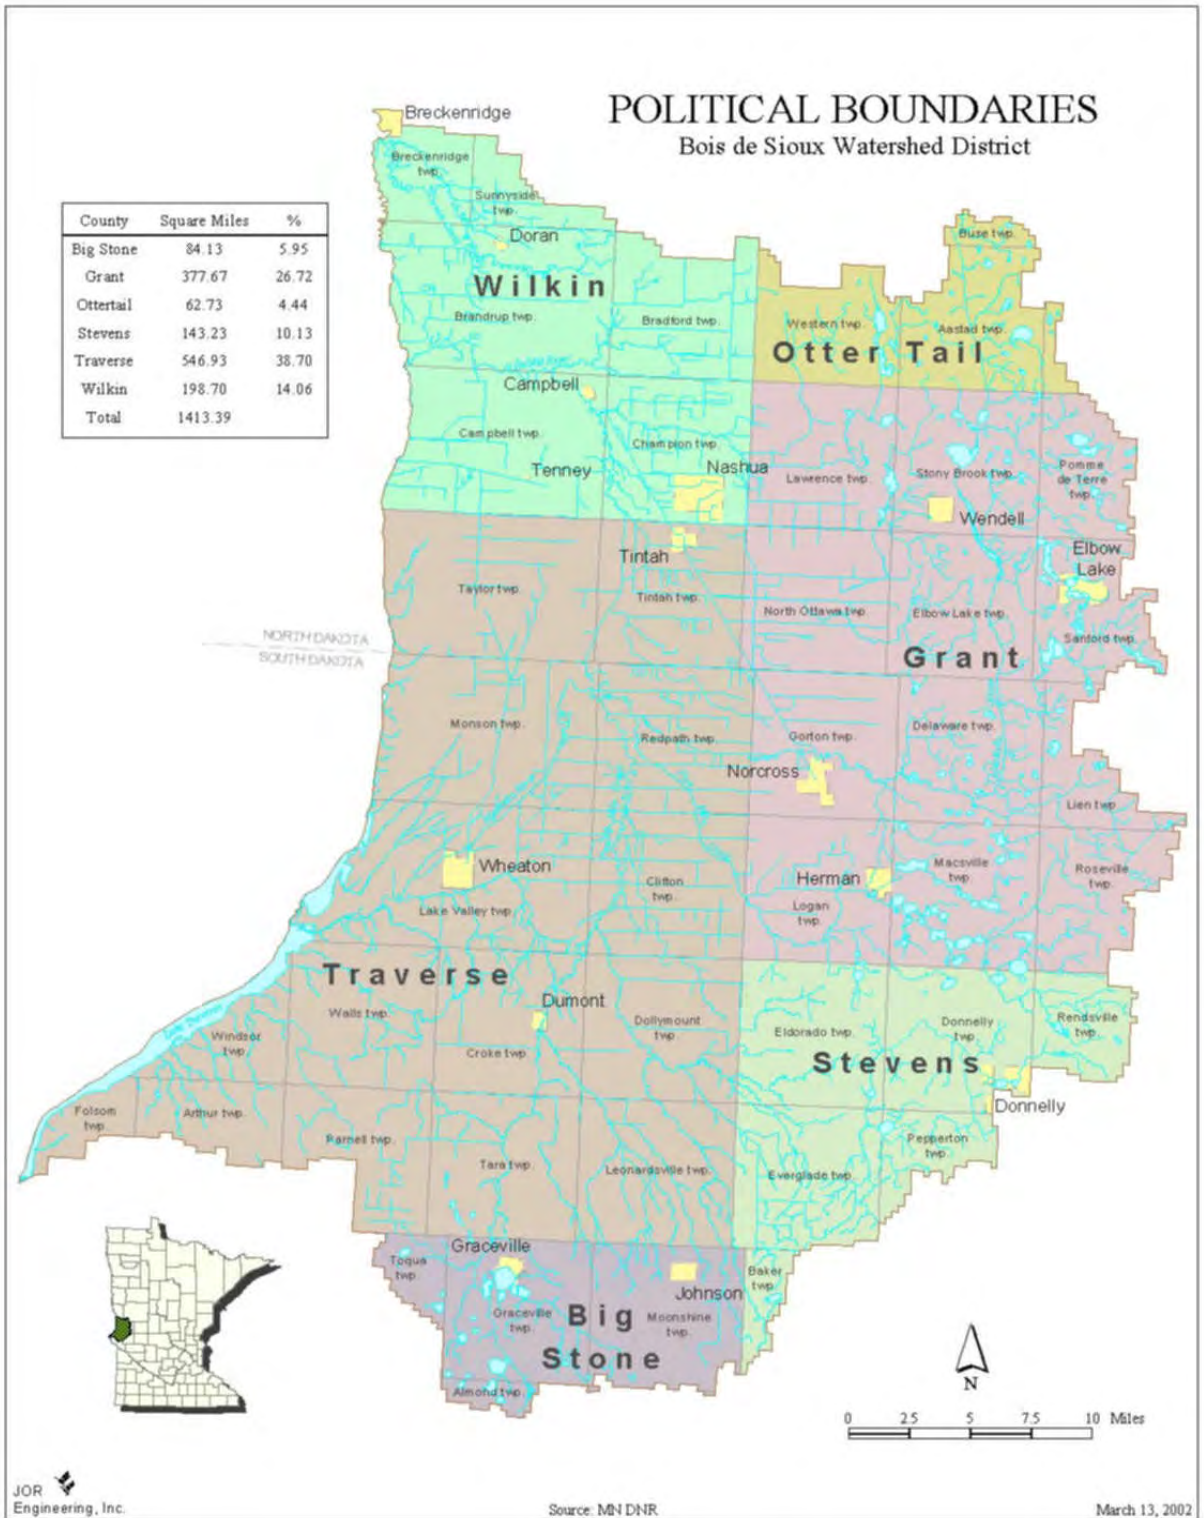 POLITICAL BOUNDARIES
Bois de Sioux Watershed District
County Square Miles %
Big Stone 84.13 5.95
Grant 377.67 26.72
Ottertail 62.73 4.44
Stevens 143.23 10.13
Traverse 546.93 38.70
Wilkin 198.70 14.06
Total 1413.39
Breckenridge
Breckenridge
twp.
Sunnyside
twp.
Doran
Wilkin
Brandrup twp.
Bradford twp.
Buse twp.
Western twp.
Aastad twp.
Otter Tail
Campbell
Campbell twp.
Champion twp.
Tenney
Nashua
Lawrence twp.
Stony Brook twp.
Pomme
de Terre
twp.
Wendell
Tintah
Elbow
Lake
Taylor twp.
Tintah twp.
North Ottawa twp.
Elbow Lake twp.
Sanford twp.
NORTH DAKOTA
SOUTH DAKOTA
Grant
Monson twp.
Redpath twp.
Gorton twp.
Delaware twp.
Norcross
Lien twp.
Wheaton
Lake Valley twp.
Clifton
twp.
Herman
Logan
twp.
Macsville
twp.
Roseville
twp.
Traverse
Dumont
Windsor
twp.
Walls twp.
Croke twp.
Dollymount
twp.
Eldorado twp.
Donnelly
twp.
Rendsville
twp.
Stevens
Donnelly
Folsom
twp.
Arthur twp.
Parnell twp.
Tara twp.
Leonardsville twp.
Everglade twp.
Pepperton
twp.
Graceville
Toqua
twp.
Johnson
Baker
twp.
Graceville
twp.
Moonshine
twp.
Big
Stone
Almond twp.
N
0 2.5 5 7.5 10 Miles
JOR
Engineering, Inc.
Source: MN DNR
March 13, 2002